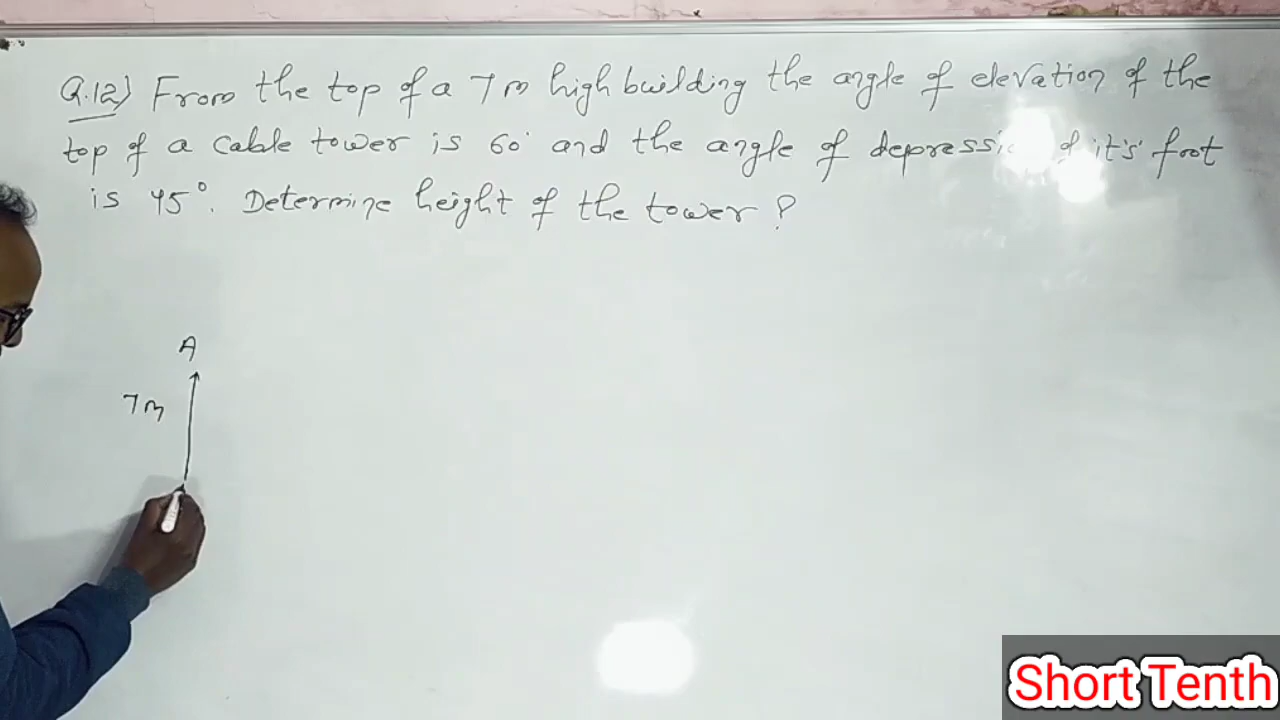 Q.12) From the top of a 7m high building the angle of elevation of the
top of a cable tower is 60° and the angle of of it's foot
is 45°. Determine height of the tower ?
A
7m
Short Tenth